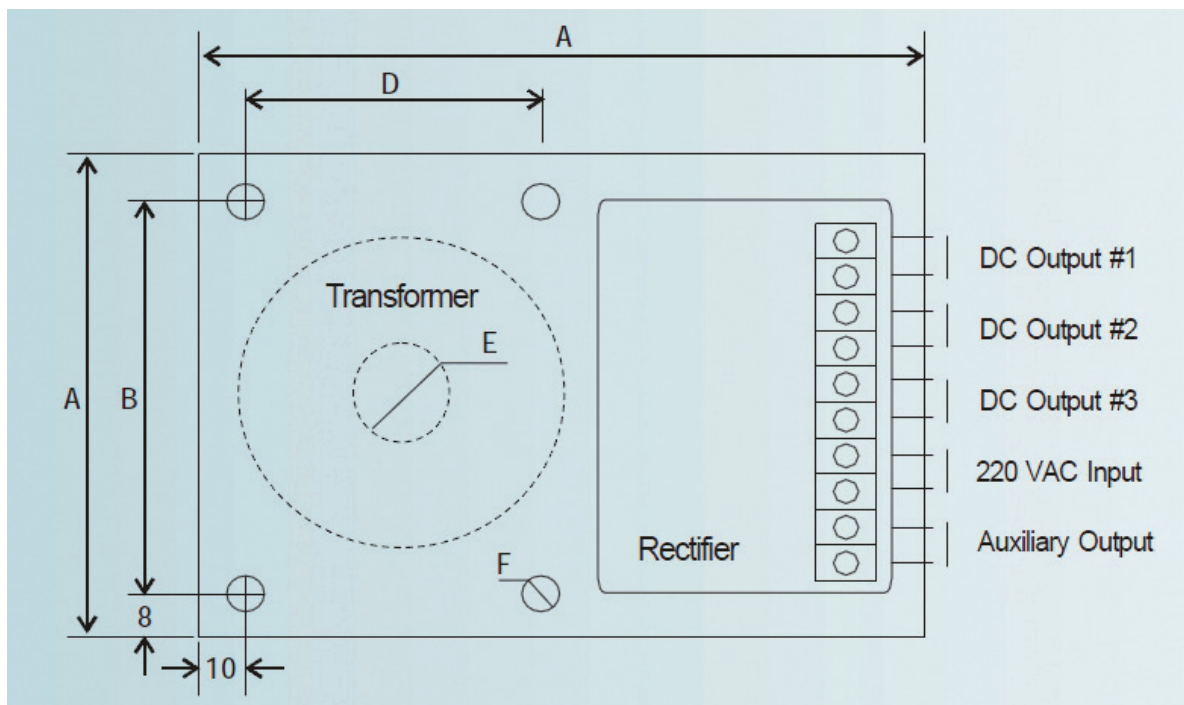 A
D
DC Output #1
Transformer
DC Output #2
E
A
B
DC Output #3
220 VAC Input
Rectifier
Auxiliary Output
F
8
10